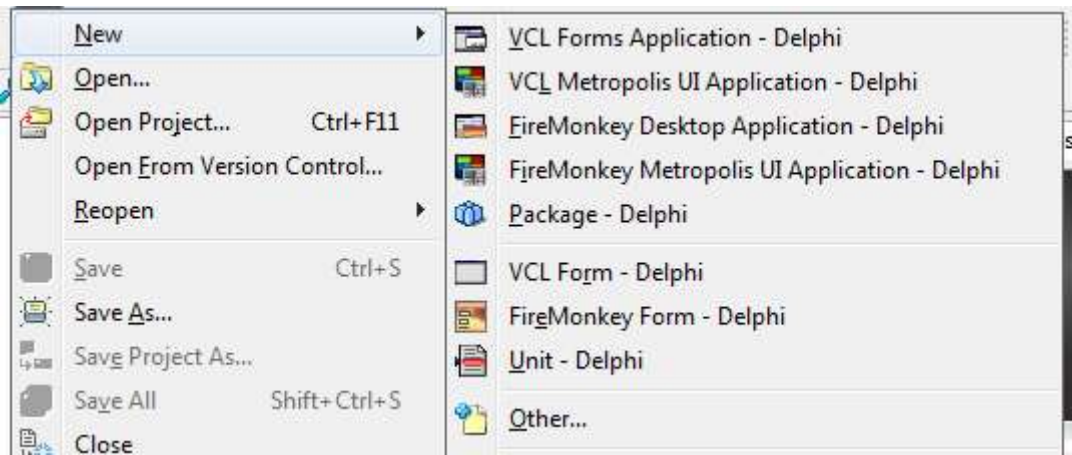 New
Open...
Open Project... Ctrl+F11
Open From Version Control...
Reopen
Save Ctrl+S
Save As...
Save Project As...
Save All Shift+Ctrl+S
Close
VCL Forms Application - Delphi
VCL Metropolis UI Application - Delphi
FireMonkey Desktop Application - Delphi
FireMonkey Metropolis UI Application - Delphi
Package - Delphi
VCL Form - Delphi
FireMonkey Form - Delphi
Unit - Delphi
Other...